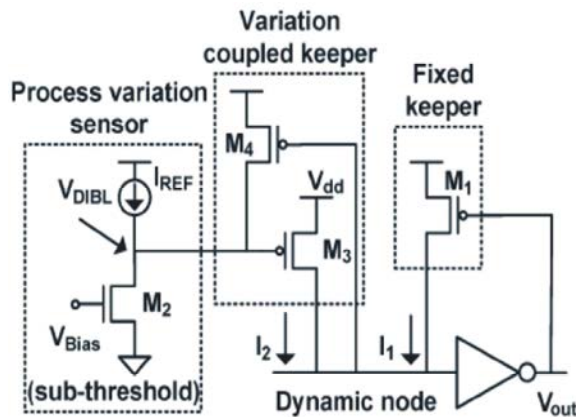 Variation
coupled keeper
Process variation
sensor
Fixed
keeper
M4
M1
VDIBL
IREF
Vdd
M3
M2
VBias
I2
I1
(sub-threshold)
Dynamic node
Vout